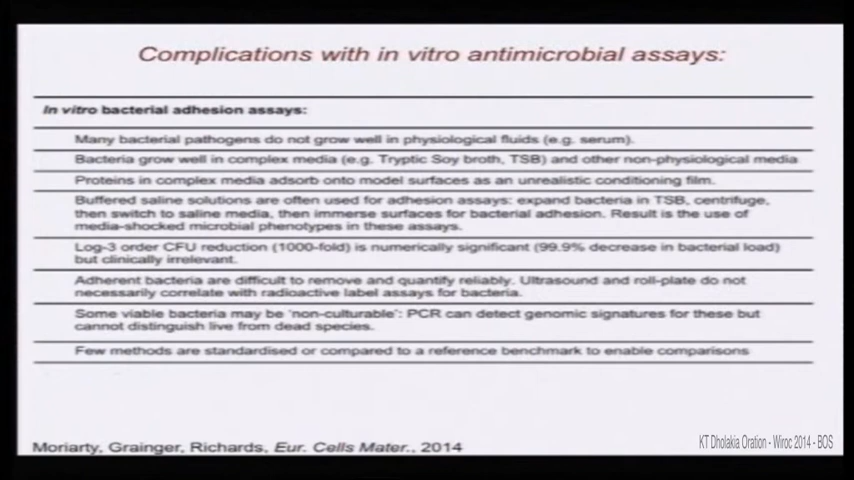 Complications with in vitro antimicrobial assays:
In vitro bacterial adhesion assays:
Many bacterial pathogens do not grow well in physiological fluids (e.g. serum).
Bacteria grow well in complex media (e.g. Tryptic Soy broth, TSB) and other non-physiological media
Proteins in complex media adsorb onto model surfaces as an unrealistic conditioning film.
Buffered saline solutions are often used for adhesion assays: expand bacteria in TSB, centrifuge,
then switch to saline media, then immerse surfaces for bacterial adhesion. Result is the use of
media-shocked microbial phenotypes in these assays.
Log-3 order CFU reduction (1000-fold) is numerically significant (99.9% decrease in bacterial load)
but clinically irrelevant.
Adherent bacteria are difficult to remove and quantify reliably. Ultrasound and roll-plate do not
necessarily correlate with radioactive label assays for bacteria.
Some viable bacteria may be 'non-culturable': PCR can detect genomic signatures for these but
cannot distinguish live from dead species.
Few methods are standardised or compared to a reference benchmark to enable comparisons
Moriarty, Grainger, Richards, Eur. Cells Mater., 2014
KT Dholakia Oration - Wiroc 2014 - BOS